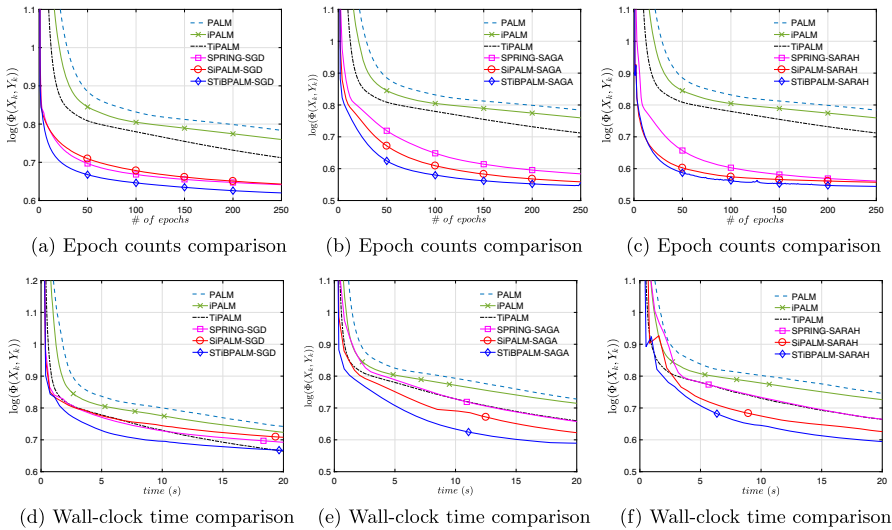 1.1
1
0.9
0.8
0.7
0.6
log(Φ(X_k, Y_k))
0 50 100 150 200 250
# of epochs
PALM
iPALM
TiPALM
SPRING-SGD
SiPALM-SGD
STiBPALM-SGD
(a) Epoch counts comparison
1.1
1
0.9
0.8
0.7
0.6
0.5
log(Φ(X_k, Y_k))
0 50 100 150 200 250
# of epochs
PALM
iPALM
TiPALM
SPRING-SAGA
SiPALM-SAGA
STiBPALM-SAGA
(b) Epoch counts comparison
1.1
1
0.9
0.8
0.7
0.6
0.5
log(Φ(X_k, Y_k))
0 50 100 150 200 250
# of epochs
PALM
iPALM
TiPALM
SPRING-SARAH
SiPALM-SARAH
STiBPALM-SARAH
(c) Epoch counts comparison
1.2
1.1
1
0.9
0.8
0.7
0.6
log(Φ(X_k, Y_k))
0 5 10 15 20
time (s)
PALM
iPALM
TiPALM
SPRING-SGD
SiPALM-SGD
STiBPALM-SGD
(d) Wall-clock time comparison
1.1
1
0.9
0.8
0.7
0.6
0.5
log(Φ(X_k, Y_k))
0 5 10 15 20
time (s)
PALM
iPALM
TiPALM
SPRING-SAGA
SiPALM-SAGA
STiBPALM-SAGA
(e) Wall-clock time comparison
1.1
1
0.9
0.8
0.7
0.6
0.5
log(Φ(X_k, Y_k))
0 5 10 15 20
time (s)
PALM
iPALM
TiPALM
SPRING-SARAH
SiPALM-SARAH
STiBPALM-SARAH
(f) Wall-clock time comparison